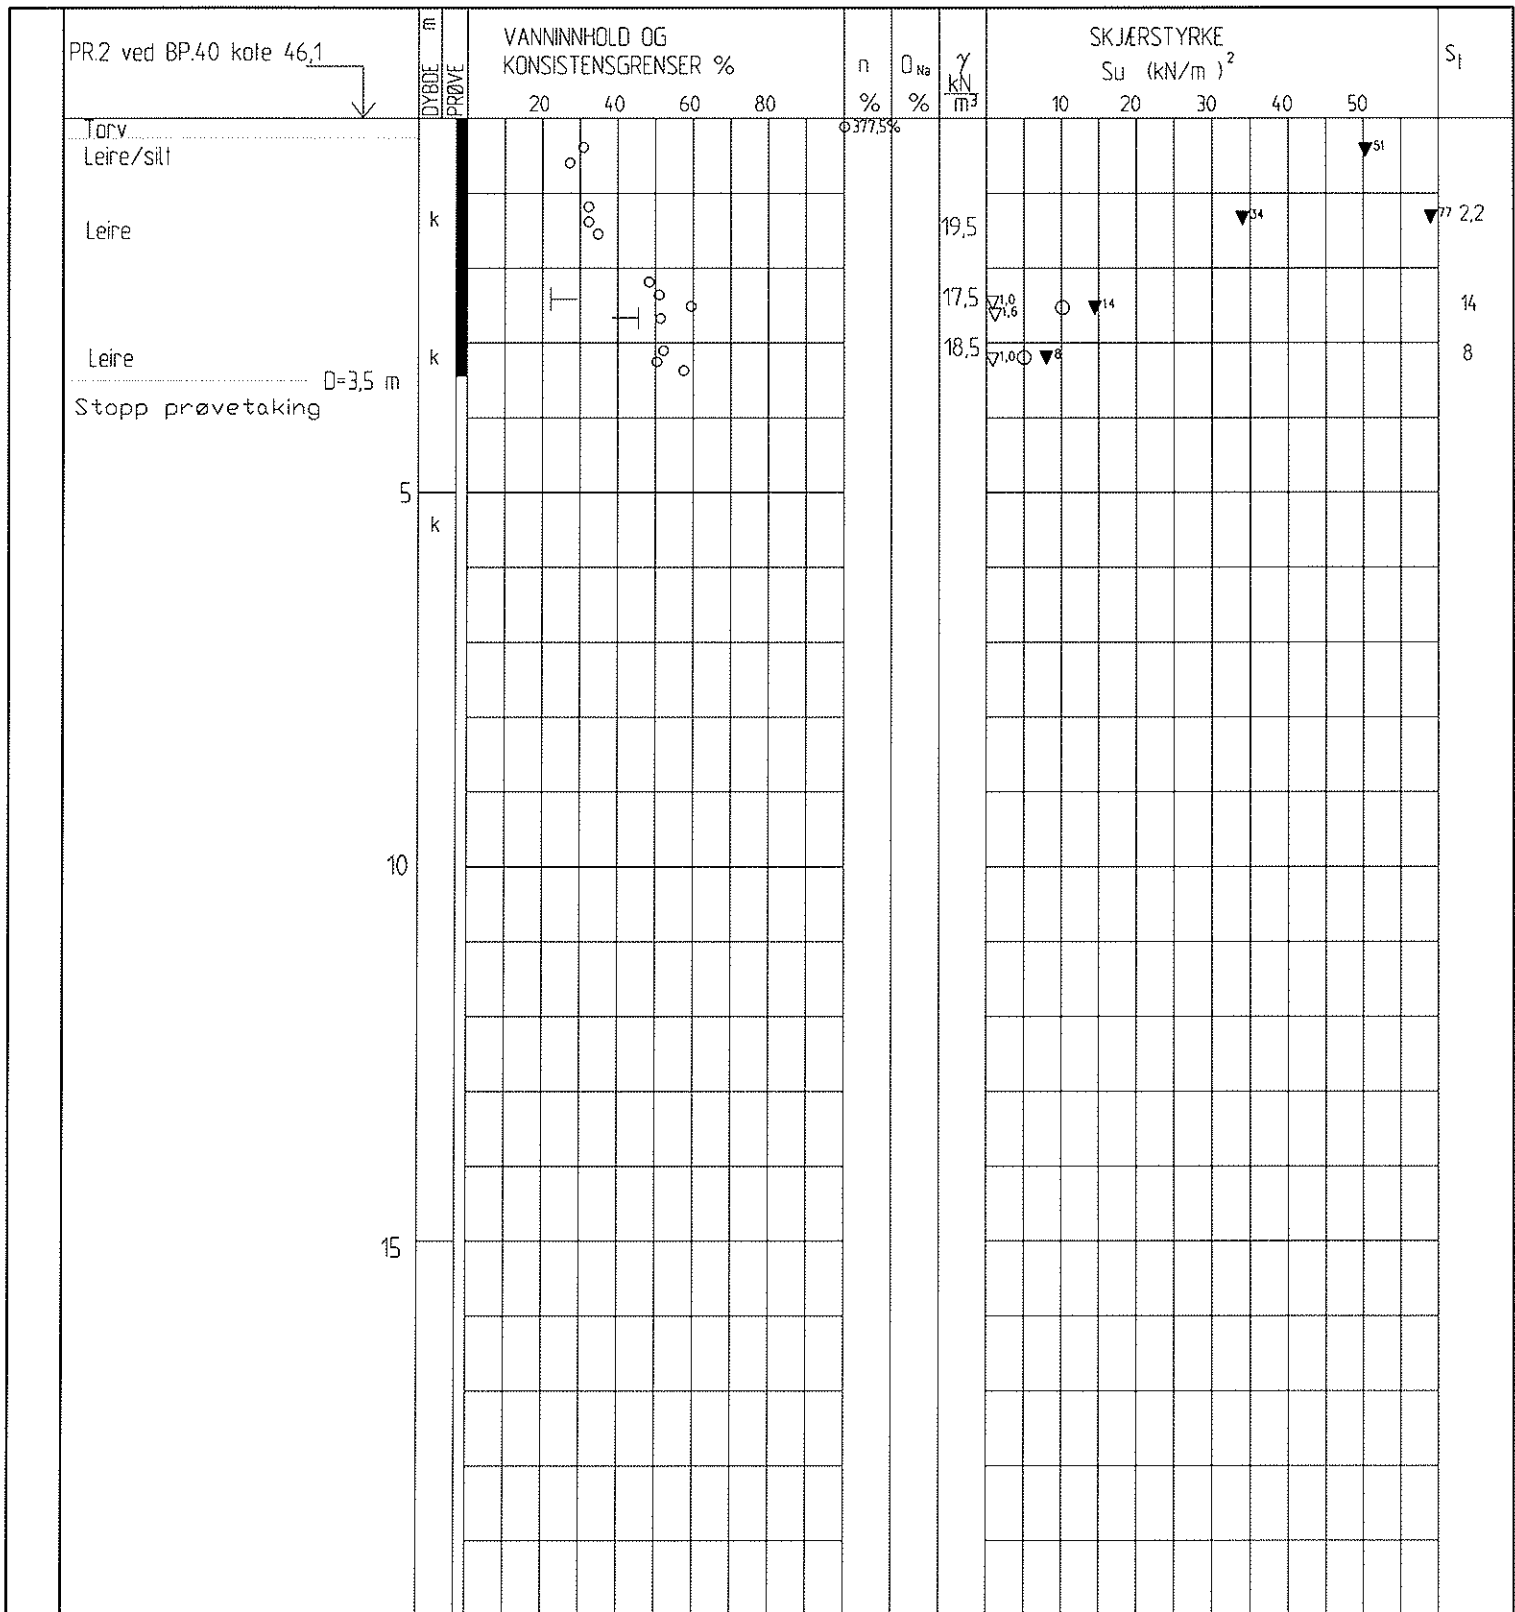 PR.2 ved BP.40 kote 46,1
DYBDE m
PRØVE
VANNINNHOLD OG
KONSISTENSGRENSER %
20 40 60 80
n
%
O Na
%
γ
kN
m³
SKJÆRSTYRKE
Su (kN/m )²
10 20 30 40 50
St
Torv
377,5%
Leire/silt
51
k
Leire
19,5
34
77
2,2
17,5
1,0
1,6
14
14
Leire
k
18,5
1,0
8
8
D=3,5 m
Stopp prøvetaking
5
k
10
15